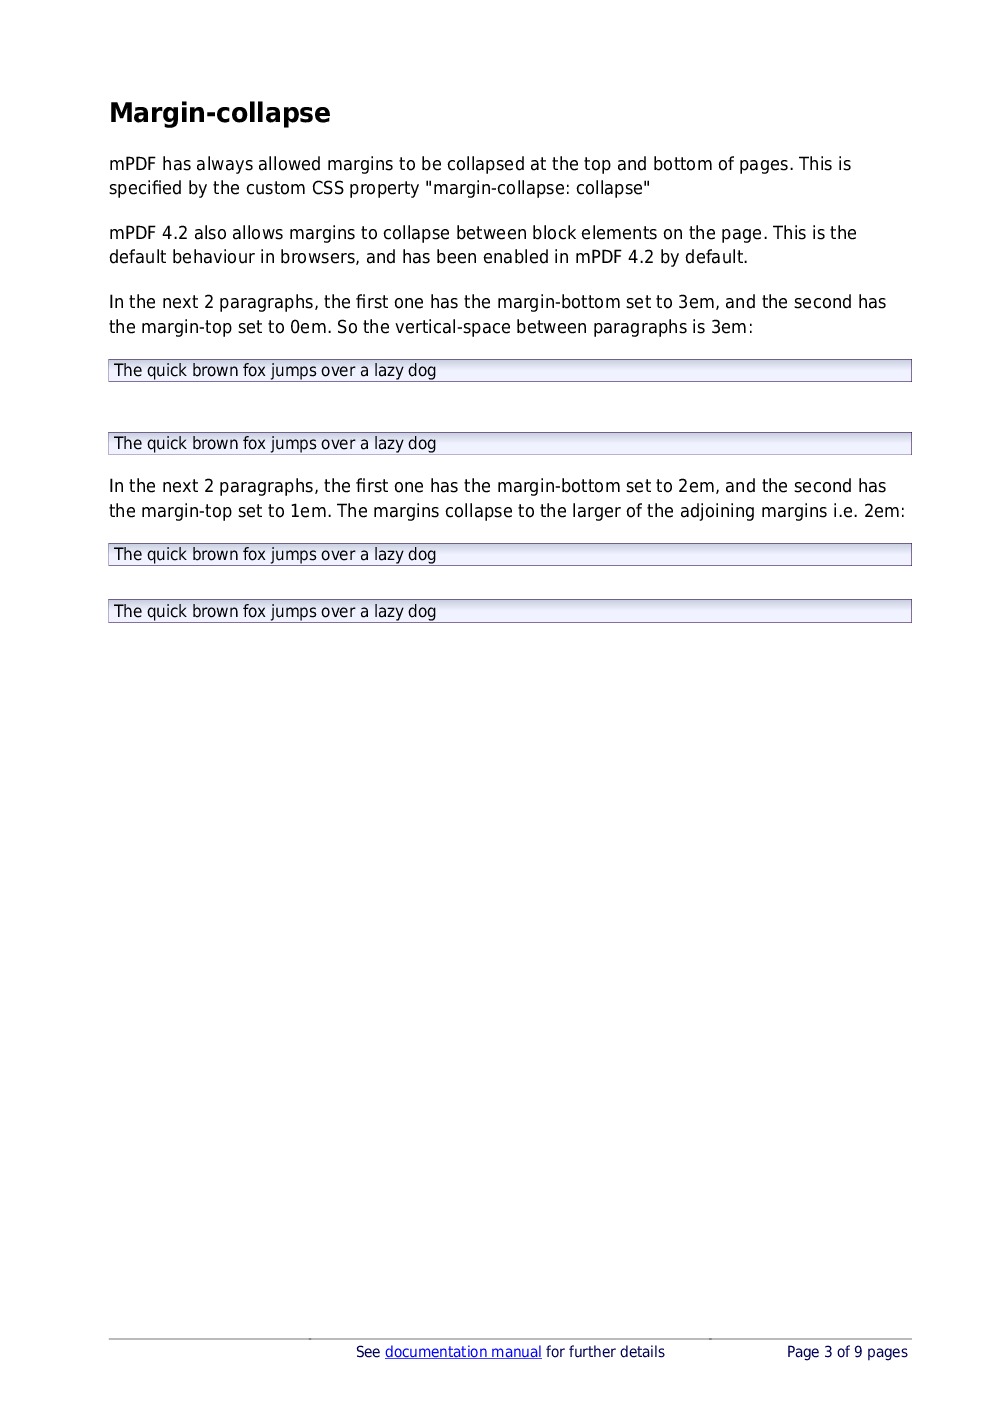 Margin-collapse
mPDF has always allowed margins to be collapsed at the top and bottom of pages. This is
specified by the custom CSS property "margin-collapse: collapse"
mPDF 4.2 also allows margins to collapse between block elements on the page. This is the
default behaviour in browsers, and has been enabled in mPDF 4.2 by default.
In the next 2 paragraphs, the first one has the margin-bottom set to 3em, and the second has
the margin-top set to 0em. So the vertical-space between paragraphs is 3em:
The quick brown fox jumps over a lazy dog
The quick brown fox jumps over a lazy dog
In the next 2 paragraphs, the first one has the margin-bottom set to 2em, and the second has
the margin-top set to 1em. The margins collapse to the larger of the adjoining margins i.e. 2em:
The quick brown fox jumps over a lazy dog
The quick brown fox jumps over a lazy dog
See documentation manual for further details Page 3 of 9 pages